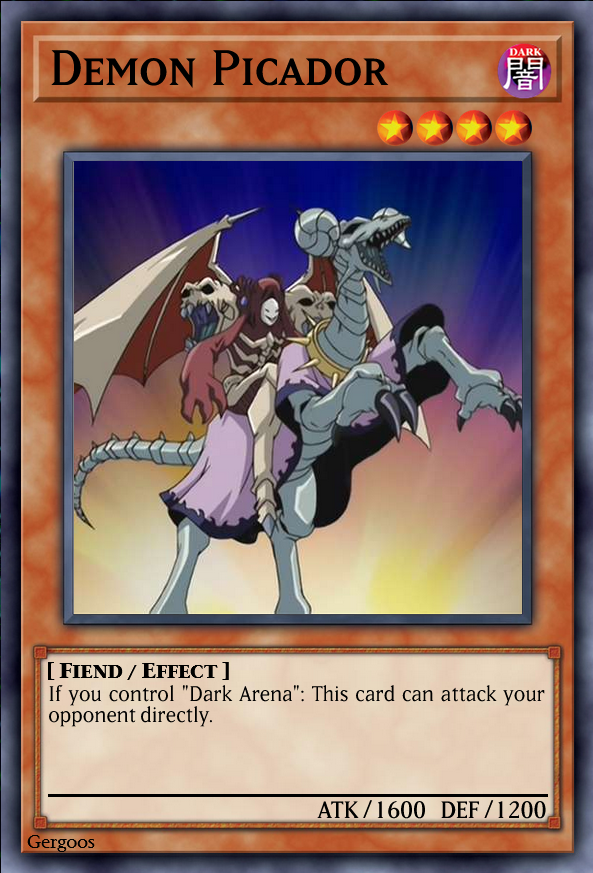 Demon Picador
DARK
闇
[ Fiend / Effect ]
If you control "Dark Arena": This card can attack your
opponent directly.
ATK / 1600 DEF / 1200
Gergoos